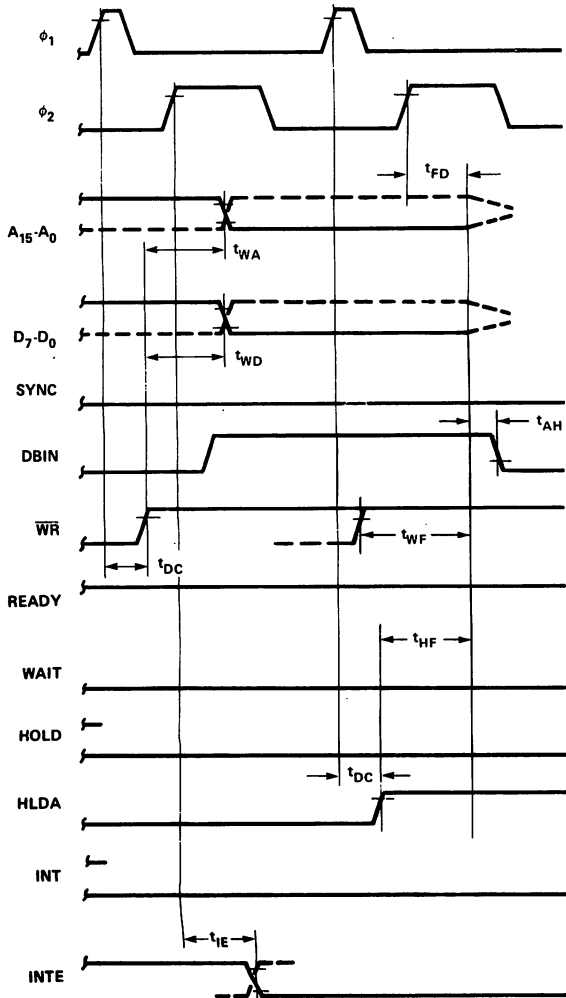 ϕ1
ϕ2
tFD
A15-A0
tWA
D7-D0
tWD
SYNC
tAH
DBIN
WR
tWF
tDC
READY
tHF
WAIT
HOLD
tDC
HLDA
INT
tIE
INTE